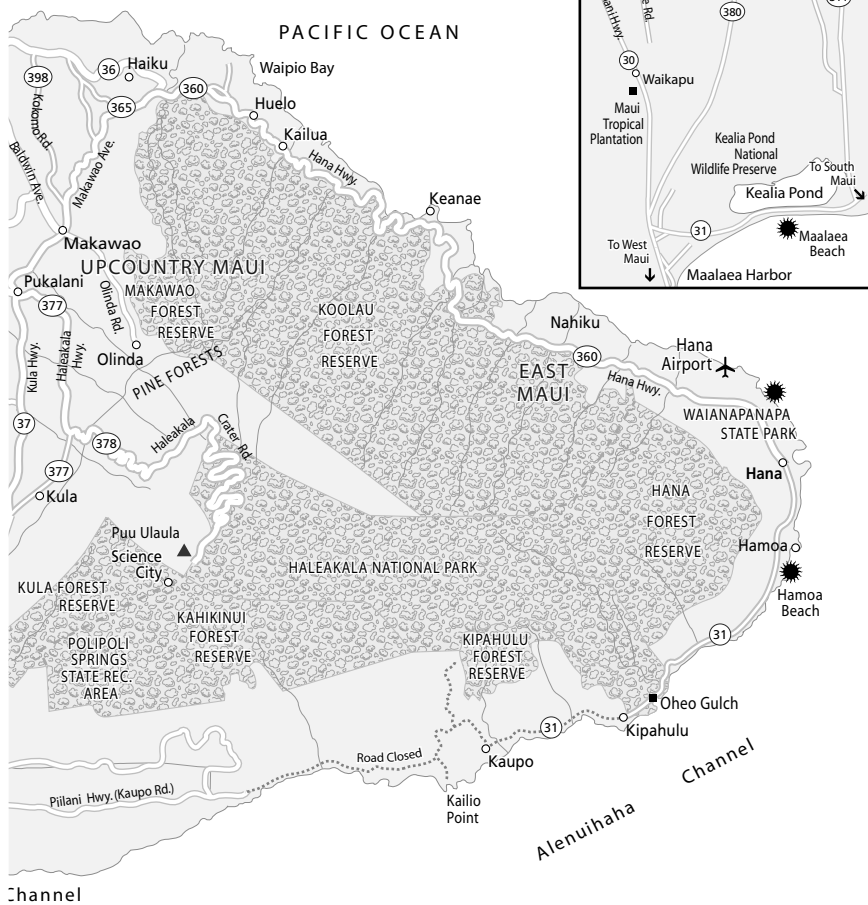 PACIFIC OCEAN
398
36
Haiku
365
360
Waipio Bay
Huelo
Kailua
Kokomo Rd.
Baldwin Ave.
Makawao Ave.
Hana Hwy.
Keanae
Makawao
UPCOUNTRY MAUI
Pukalani
377
MAKAWAO
FOREST
RESERVE
Olinda Rd.
KOOLAU
FOREST
RESERVE
Nahiku
Kula Hwy.
Haleakala
Hwy.
Olinda
PINE FORESTS
360
EAST
MAUI
Hana
Airport
Hana Hwy.
WAIANAPANAPA
STATE PARK
37
378
Haleakala
Crater Rd.
377
Kula
Hana
HANA
FOREST
RESERVE
Puu Ulaula
Science
City
HALEAKALA NATIONAL PARK
Hamoa
Hamoa
Beach
KULA FOREST
RESERVE
KAHIKINUI
FOREST
RESERVE
POLIPOLI
SPRINGS
STATE REC.
AREA
KIPAHULU
FOREST
RESERVE
31
Oheo Gulch
Kipahulu
31
Road Closed
Kaupo
Piilani Hwy. (Kaupo Rd.)
Kailio
Point
Alenuihaha Channel
Channel
380
30
Waikapu
Maui
Tropical
Plantation
Kealia Pond
National
Wildlife Preserve
To South
Maui
Kealia Pond
31
Maalaea
Beach
To West
Maui
Maalaea Harbor